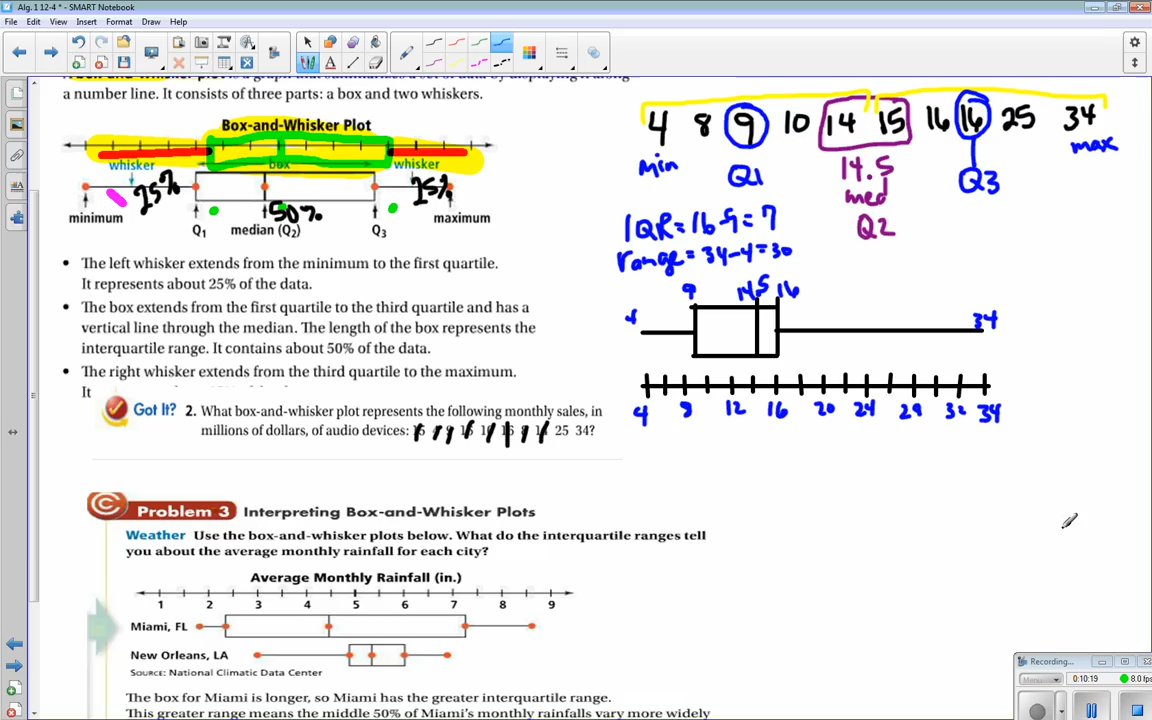 Alg.1 12-4 * - SMART Notebook
File Edit View Insert Format Tools Draw Help
a number line. It consists of three parts: a box and two whiskers.
Box-and-Whisker Plot
whisker box whisker
25% 50% 25%
minimum Q1 median (Q2) Q3 maximum
• The left whisker extends from the minimum to the first quartile.
It represents about 25% of the data.
• The box extends from the first quartile to the third quartile and has a
vertical line through the median. The length of the box represents the
interquartile range. It contains about 50% of the data.
• The right whisker extends from the third quartile to the maximum.
It
Got It? 2. What box-and-whisker plot represents the following monthly sales, in
millions of dollars, of audio devices: 25 34?
Problem 3 Interpreting Box-and-Whisker Plots
Weather Use the box-and-whisker plots below. What do the interquartile ranges tell
you about the average monthly rainfall for each city?
Average Monthly Rainfall (in.)
1 2 3 4 5 6 7 8 9
Miami, FL
New Orleans, LA
SOURCE: National Climatic Data Center
The box for Miami is longer, so Miami has the greater interquartile range.
This greater range means the middle 50% of Miami's monthly rainfalls vary more widely
4 8 9 10 14 15 16 16 25 34
min Q1 14.5 Q3 max
med
Q2
IQR = 16-9 = 7
range = 34-4 = 30
4 9 14.5 16 34
4 8 12 16 20 24 28 32 34
Recording...
Menu
0:10:19 8.0 fps